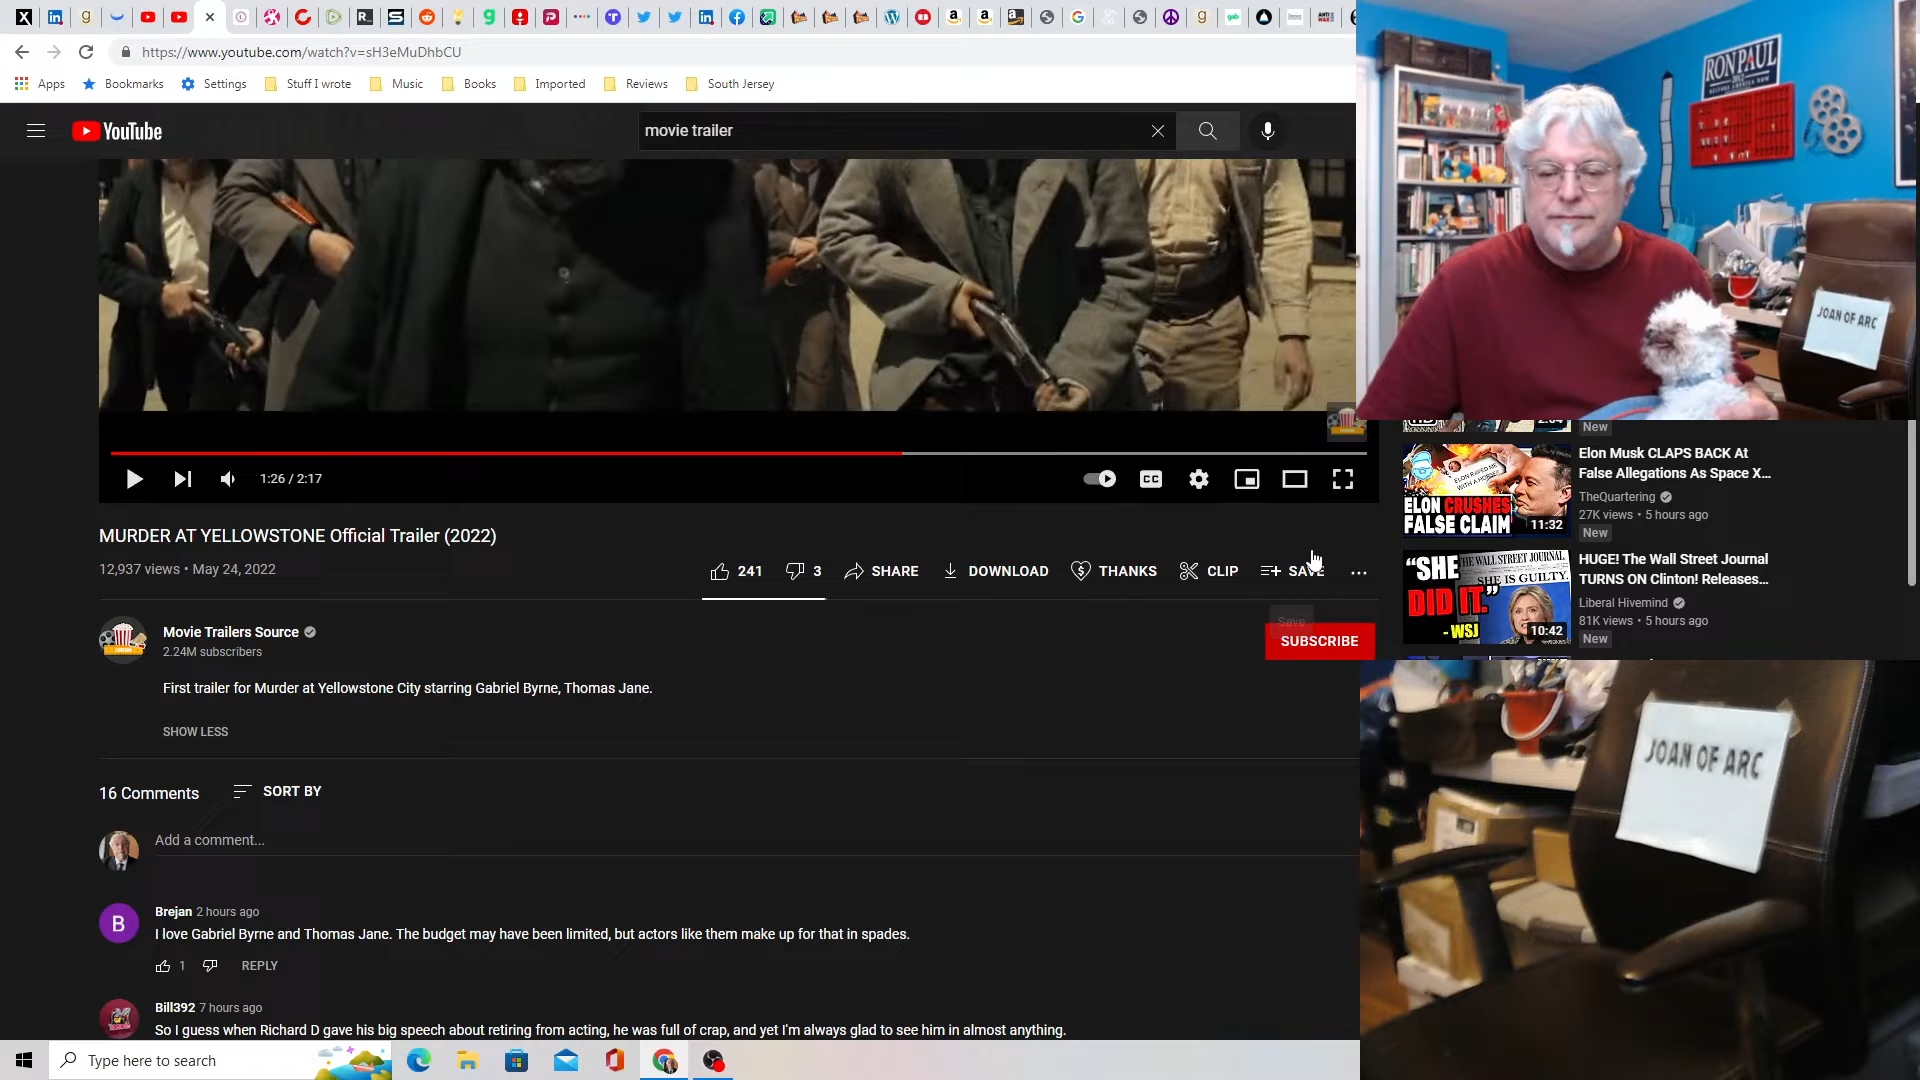 https://www.youtube.com/watch?v=sH3eMuDhbCU
Apps
Bookmarks
Settings
Stuff I wrote
Music
Books
Imported
Reviews
South Jersey
YouTube
movie trailer
RON PAUL
2012
JOAN OF ARC
1:26 / 2:17
MURDER AT YELLOWSTONE Official Trailer (2022)
12,937 views • May 24, 2022
241
3
SHARE
DOWNLOAD
THANKS
CLIP
SAVE
Save
Movie Trailers Source
2.24M subscribers
SUBSCRIBE
First trailer for Murder at Yellowstone City starring Gabriel Byrne, Thomas Jane.
SHOW LESS
16 Comments
SORT BY
Add a comment...
B
Brejan 2 hours ago
I love Gabriel Byrne and Thomas Jane. The budget may have been limited, but actors like them make up for that in spades.
1
REPLY
Bill392 7 hours ago
So I guess when Richard D gave his big speech about retiring from acting, he was full of crap, and yet I'm always glad to see him in almost anything.
New
ELON CRUSHES
FALSE CLAIM
11:32
Elon Musk CLAPS BACK At
False Allegations As Space X...
TheQuartering
27K views • 5 hours ago
New
THE WALL STREET JOURNAL
SHE IS GUILTY.
"SHE
DID IT."
- WSJ
10:42
HUGE! The Wall Street Journal
TURNS ON Clinton! Releases...
Liberal Hivemind
81K views • 5 hours ago
New
JOAN OF ARC
Type here to search